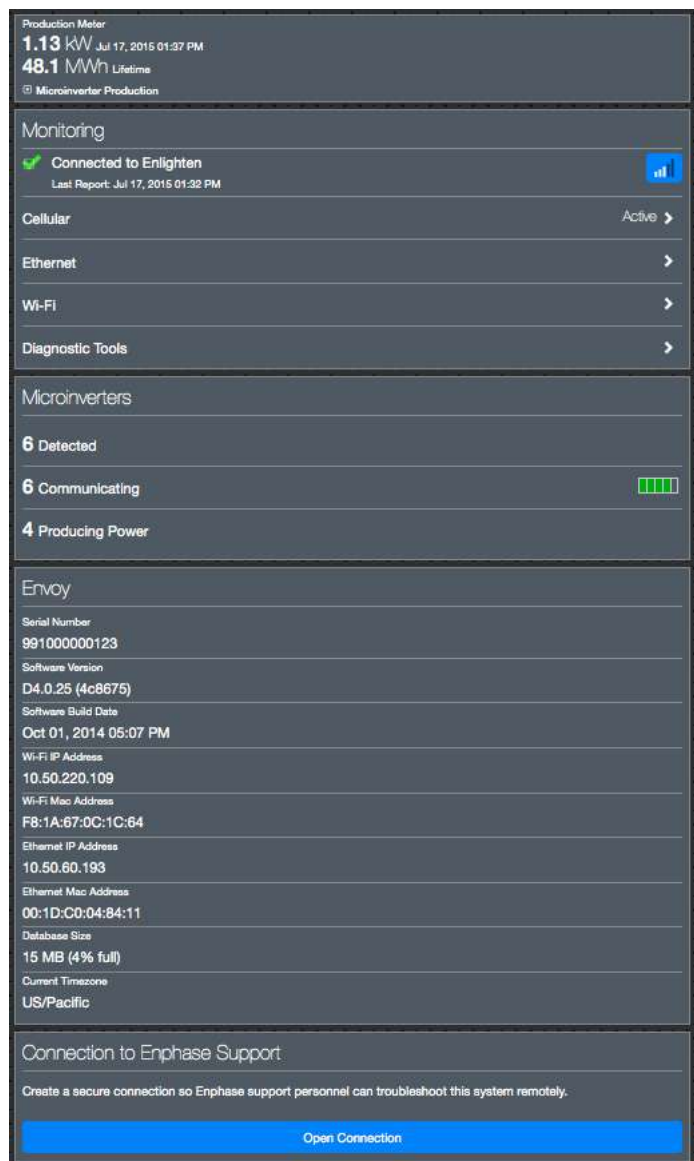 Production Meter
1.13 kW Jul 17, 2015 01:37 PM
48.1 MWh Lifetime
Microinverter Production
Monitoring
Connected to Enlighten
Last Report: Jul 17, 2015 01:32 PM
Cellular Active
Ethernet
Wi-Fi
Diagnostic Tools
Microinverters
6 Detected
6 Communicating
4 Producing Power
Envoy
Serial Number
991000000123
Software Version
D4.0.25 (4c8675)
Software Build Date
Oct 01, 2014 05:07 PM
Wi-Fi IP Address
10.50.220.109
Wi-Fi Mac Address
F8:1A:67:0C:1C:64
Ethernet IP Address
10.50.60.193
Ethernet Mac Address
00:1D:C0:04:84:11
Database Size
15 MB (4% full)
Current Timezone
US/Pacific
Connection to Enphase Support
Create a secure connection so Enphase support personnel can troubleshoot this system remotely.
Open Connection